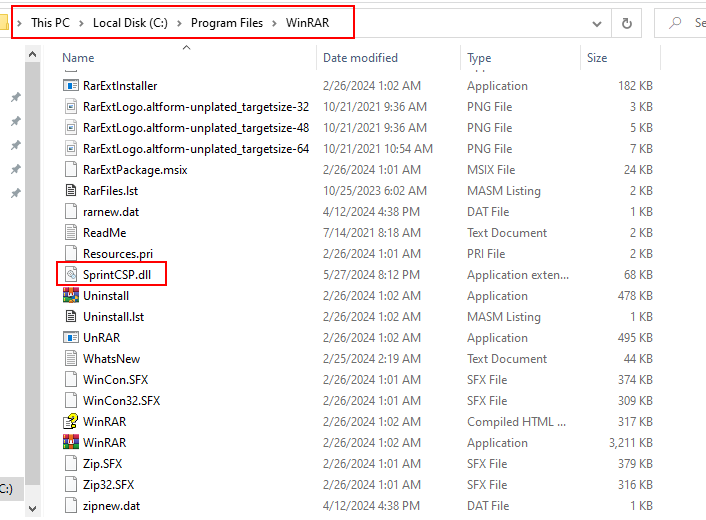 This PC > Local Disk (C:) > Program Files > WinRAR
Name Date modified Type Size
RarExtInstaller 2/26/2024 1:02 AM Application 182 KB
RarExtLogo.altform-unplated_targetsize-32 10/21/2021 9:36 AM PNG File 3 KB
RarExtLogo.altform-unplated_targetsize-48 10/21/2021 9:36 AM PNG File 5 KB
RarExtLogo.altform-unplated_targetsize-64 10/21/2021 10:54 AM PNG File 7 KB
RarExtPackage.msix 2/26/2024 1:01 AM MSIX File 24 KB
RarFiles.lst 10/25/2023 6:02 AM MASM Listing 2 KB
rarnew.dat 4/12/2024 4:38 PM DAT File 1 KB
ReadMe 7/14/2021 8:18 AM Text Document 2 KB
Resources.pri 2/26/2024 1:01 AM PRI File 2 KB
SprintCSP.dll 5/27/2024 8:12 PM Application exten... 68 KB
Uninstall 2/26/2024 1:02 AM Application 478 KB
Uninstall.lst 2/26/2024 1:02 AM MASM Listing 1 KB
UnRAR 2/26/2024 1:02 AM Application 495 KB
WhatsNew 2/25/2024 2:19 AM Text Document 44 KB
WinCon.SFX 2/26/2024 1:01 AM SFX File 374 KB
WinCon32.SFX 2/26/2024 1:01 AM SFX File 309 KB
WinRAR 2/26/2024 1:02 AM Compiled HTML ... 317 KB
WinRAR 2/26/2024 1:02 AM Application 3,211 KB
Zip.SFX 2/26/2024 1:01 AM SFX File 379 KB
C:) Zip32.SFX 2/26/2024 1:01 AM SFX File 316 KB
zipnew.dat 4/12/2024 4:38 PM DAT File 1 KB